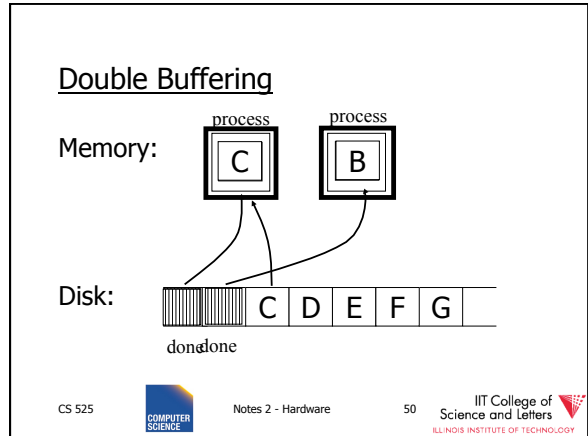 Double Buffering
process process
Memory:
C B
Disk:
C D E F G
done done
CS 525
COMPUTER SCIENCE
Notes 2 - Hardware
50
IIT College of
Science and Letters
ILLINOIS INSTITUTE OF TECHNOLOGY